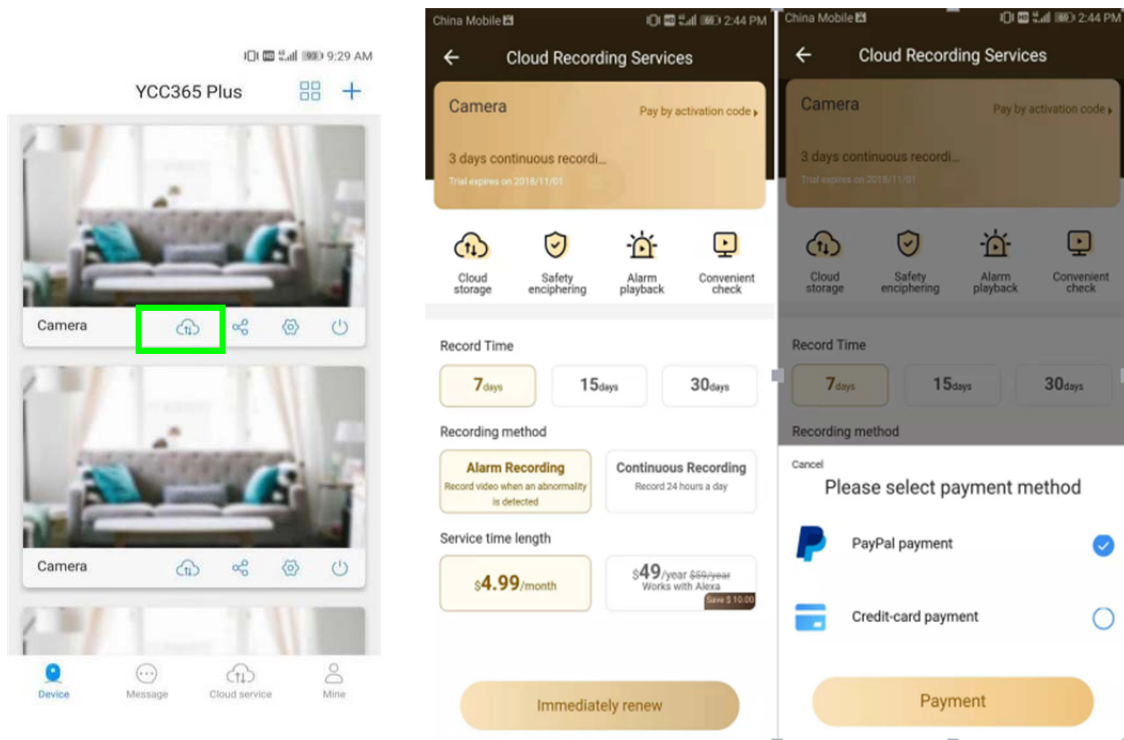 9:29 AM
YCC365 Plus
Camera
Camera
Device
Message
Cloud service
Mine
China Mobile
HD
2:44 PM
Cloud Recording Services
Camera
Pay by activation code
3 days continuous recordi...
Trial expires on 2018/11/01
Cloud storage
Safety enciphering
Alarm playback
Convenient check
Record Time
7days
15days
30days
Recording method
Alarm Recording
Record video when an abnormality
is detected
Continuous Recording
Record 24 hours a day
Service time length
$4.99/month
$49/year $59/year
Works with Alexa
Save $ 10.00
Immediately renew
China Mobile
HD
2:44 PM
Cloud Recording Services
Camera
Pay by activation code
3 days continuous recordi...
Trial expires on 2018/11/01
Cloud storage
Safety enciphering
Alarm playback
Convenient check
Record Time
7days
15days
30days
Recording method
Cancel
Please select payment method
PayPal payment
Credit-card payment
Payment